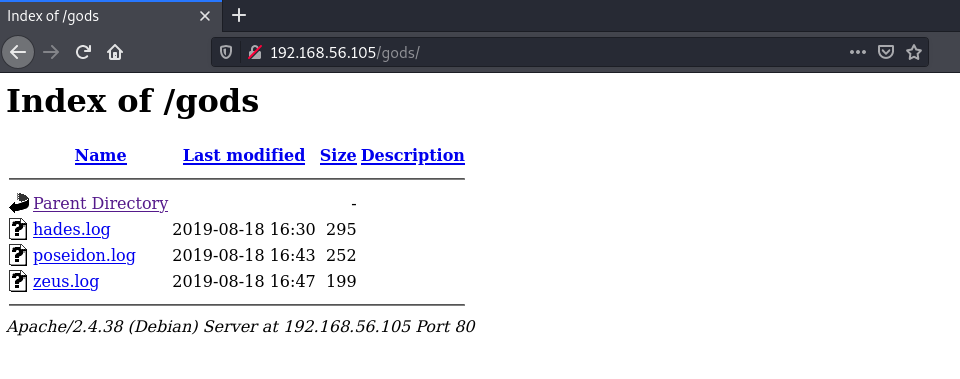 Index of /gods
192.168.56.105/gods/
Index of /gods
Name Last modified Size Description
Parent Directory -
hades.log 2019-08-18 16:30 295
poseidon.log 2019-08-18 16:43 252
zeus.log 2019-08-18 16:47 199
Apache/2.4.38 (Debian) Server at 192.168.56.105 Port 80